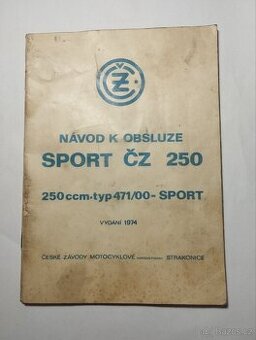 ČZ
NÁVOD K OBSLUZE
SPORT ČZ 250
250 ccm-typ 471/00 - SPORT
VYDÁNÍ 1974
ČESKÉ ZÁVODY MOTOCYKLOVÉ STRAKONICE